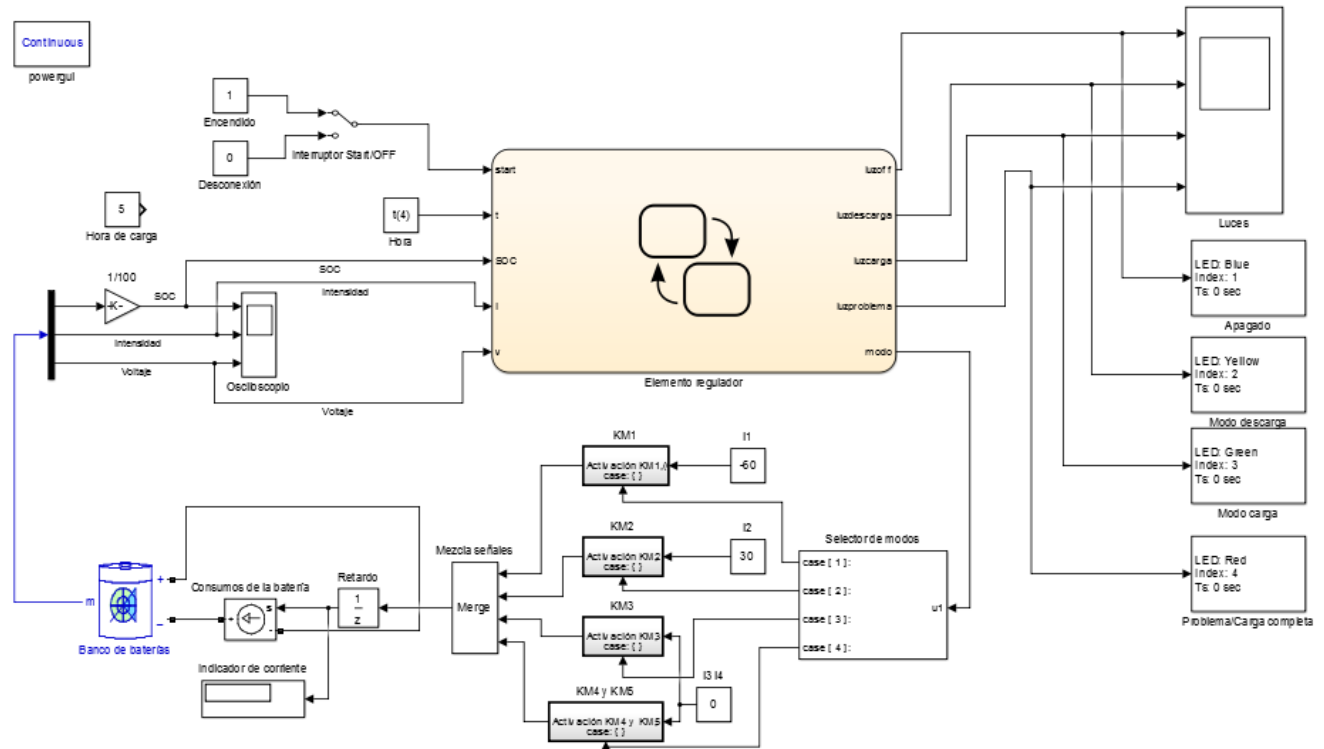 Continuous
powergui
1
Encendido
0
Desconexión
Interruptor Start/OFF
5
Hora de carga
t(4)
Hora
1/100
-K-
SOC
SOC
Intensidad
Intensidad
Voltaje
Voltaje
Osciloscopio
start
t
SOC
I
v
luzoff
luzdescarga
luzcarga
luzproblema
modo
Elemento regulador
Luces
LED: Blue
Index: 1
Ts: 0 sec
Apagado
LED: Yellow
Index: 2
Ts: 0 sec
Modo descarga
LED: Green
Index: 3
Ts: 0 sec
Modo carga
LED: Red
Index: 4
Ts: 0 sec
Problema/Carga completa
KM1
Activación KM1,(
case: { }
I1
-60
KM2
Activación KM2
case: { }
I2
30
KM3
Activación KM3
case: { }
I3 I4
0
KM4 y KM5
Activación KM4 y KM5
case: { }
Selector de modos
case [ 1 ]:
case [ 2 ]:
case [ 3 ]:
case [ 4 ]:
u1
Mezcla señales
Merge
Retardo
1
z
Consumos de la batería
s
+
-
m
+
–
Banco de baterías
Indicador de corriente